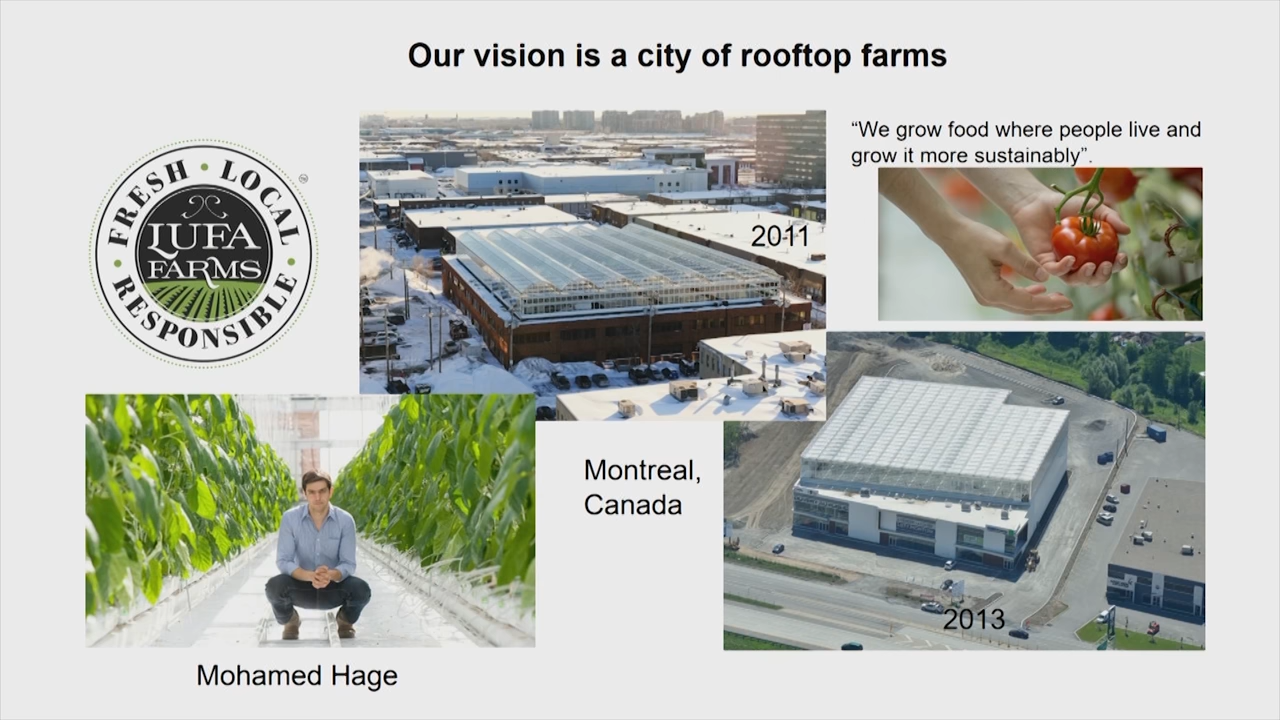 Our vision is a city of rooftop farms
FRESH • LOCAL
LUFA
FARMS
• RESPONSIBLE •
™
2011
“We grow food where people live and
grow it more sustainably”.
Montreal,
Canada
2013
Mohamed Hage